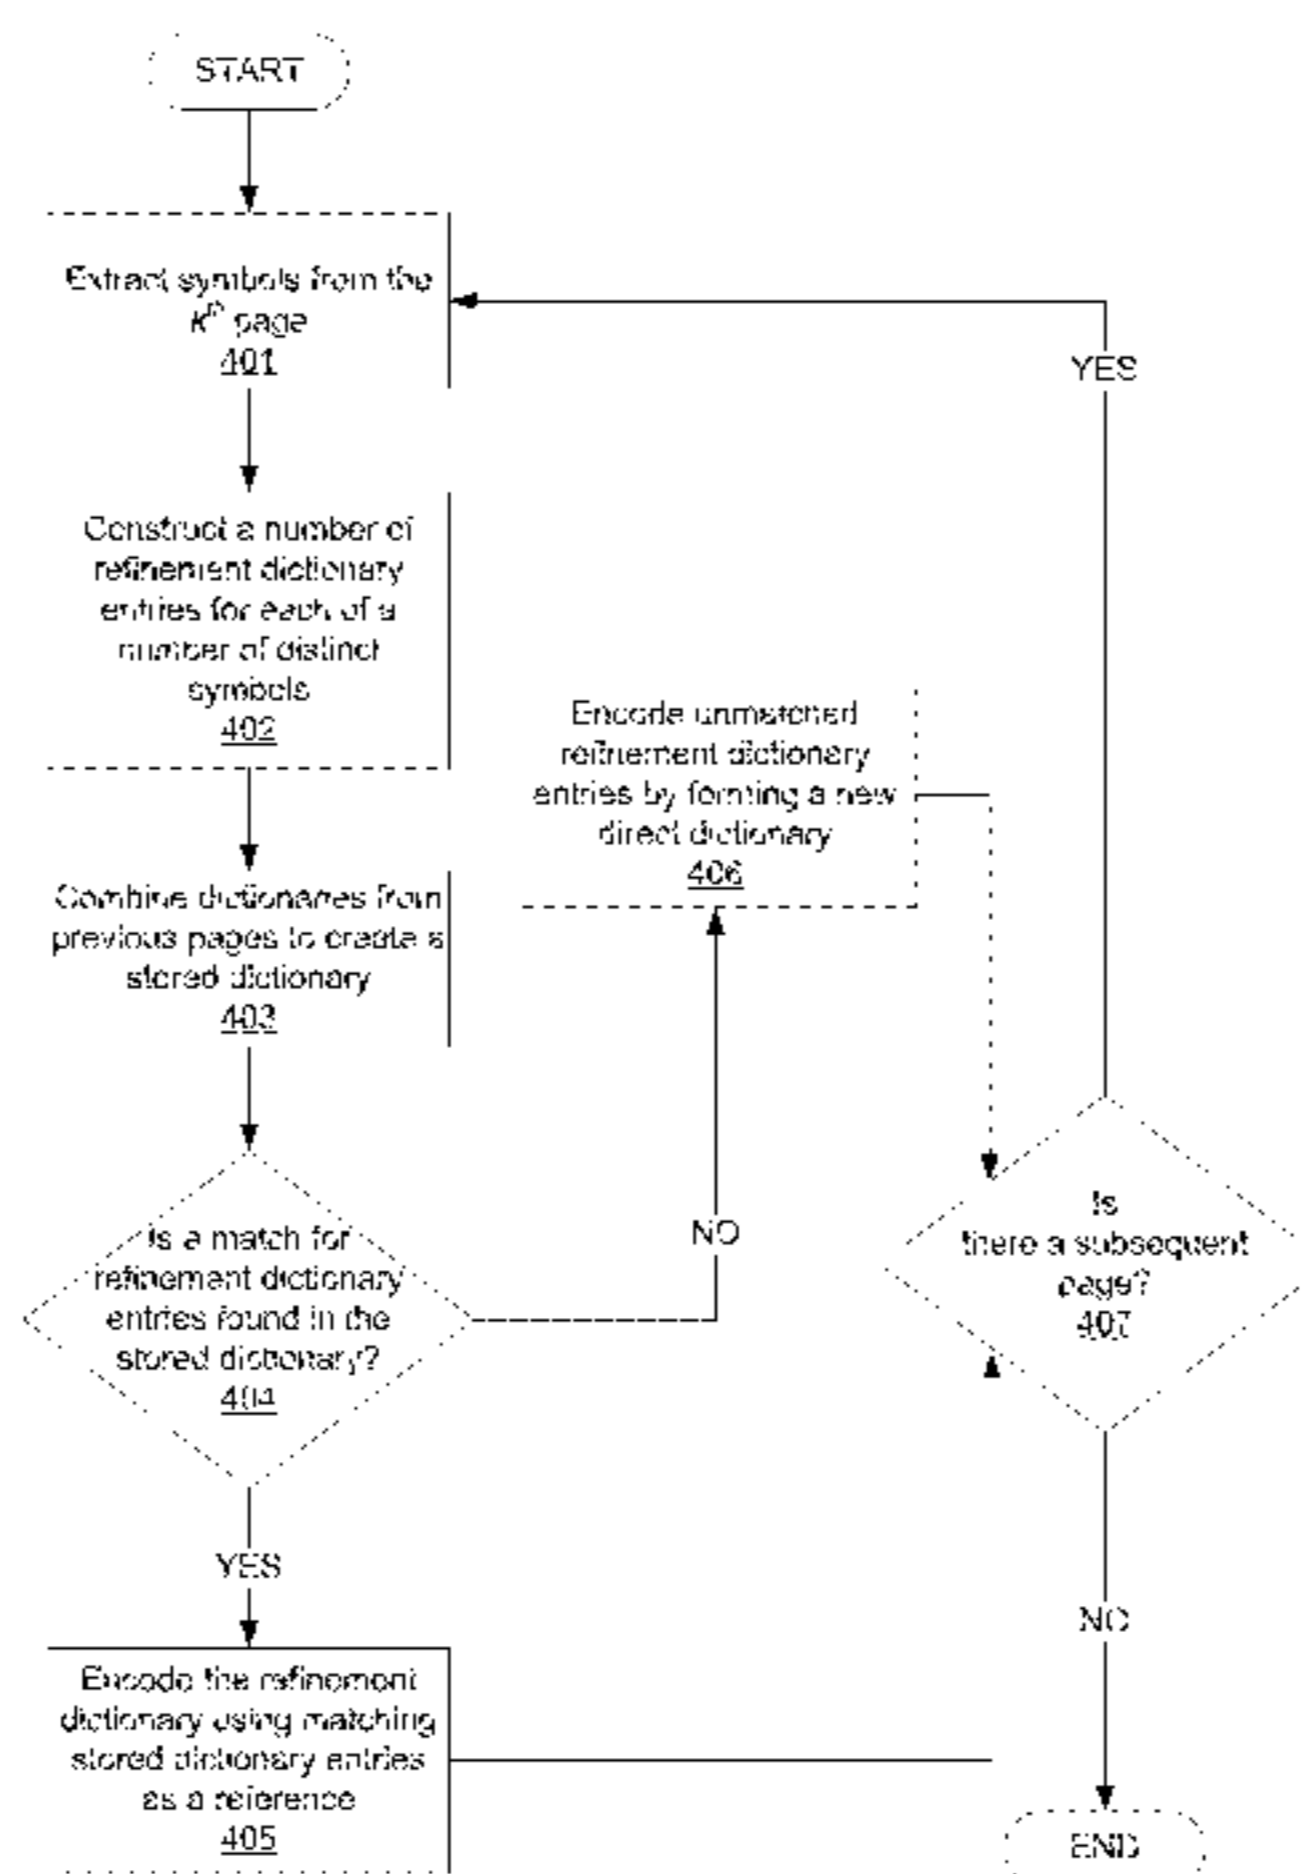 START
Extract symbols from the
Kth page
401
Construct a number of
refinement dictionary
entries for each of a
number of distinct
symbols
402
Combine dictionaries from
previous pages to create a
stored dictionary
403
Is a match for
refinement dictionary
entries found in the
stored dictionary?
404
YES
Encode the refinement
dictionary using matching
stored dictionary entries
as a reference
405
NO
Encode unmatched
refinement dictionary
entries by forming a new
direct dictionary
406
Is
there a subsequent
page?
407
YES
NO
END